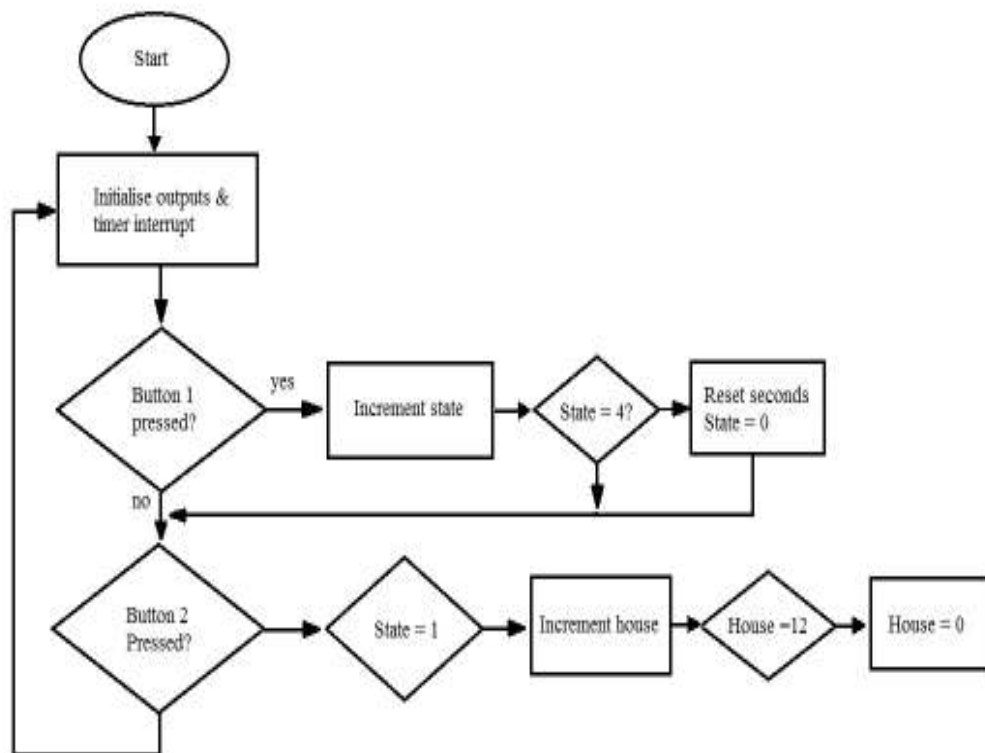 Start
Initialise outputs &
timer interrupt
Button 1
pressed?
yes
Increment state
State = 4?
Reset seconds
State = 0
no
Button 2
Pressed?
State = 1
Increment house
House =12
House = 0